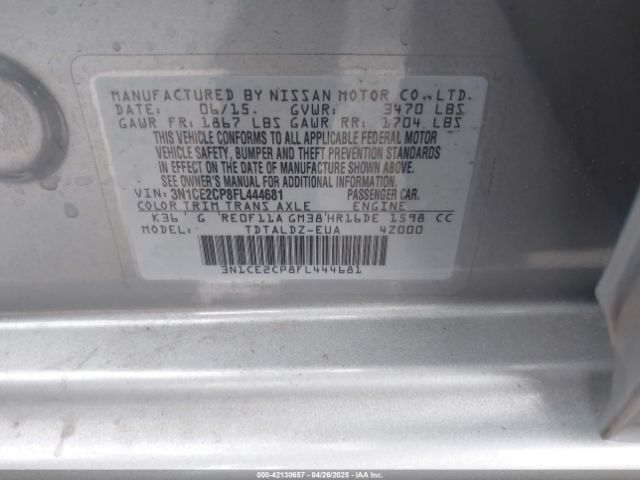 MANUFACTURED BY NISSAN MOTOR CO.,LTD.
DATE: 06/15. GVWR: 3470 LBS
GAWR FR: 1867 LBS GAWR RR: 1704 LBS
THIS VEHICLE CONFORMS TO ALL APPLICABLE FEDERAL MOTOR
VEHICLE SAFETY, BUMPER AND THEFT PREVENTION STANDARDS
IN EFFECT ON THE DATE OF MANUFACTURE SHOWN ABOVE.
SEE OWNER'S MANUAL FOR ADDITIONAL INFORMATION.
VIN: 3N1CE2CP8FL444681 PASSENGER CAR.
COLOR TRIM TRANS AXLE ENGINE
K36 G RE0F11A GM38 HR16DE 1598 CC
MODEL: TDTALDZ-EUA 4Z000
3N1CE2CP8FL444681
000-42130657 - 04/26/2025 - IAAI.COM